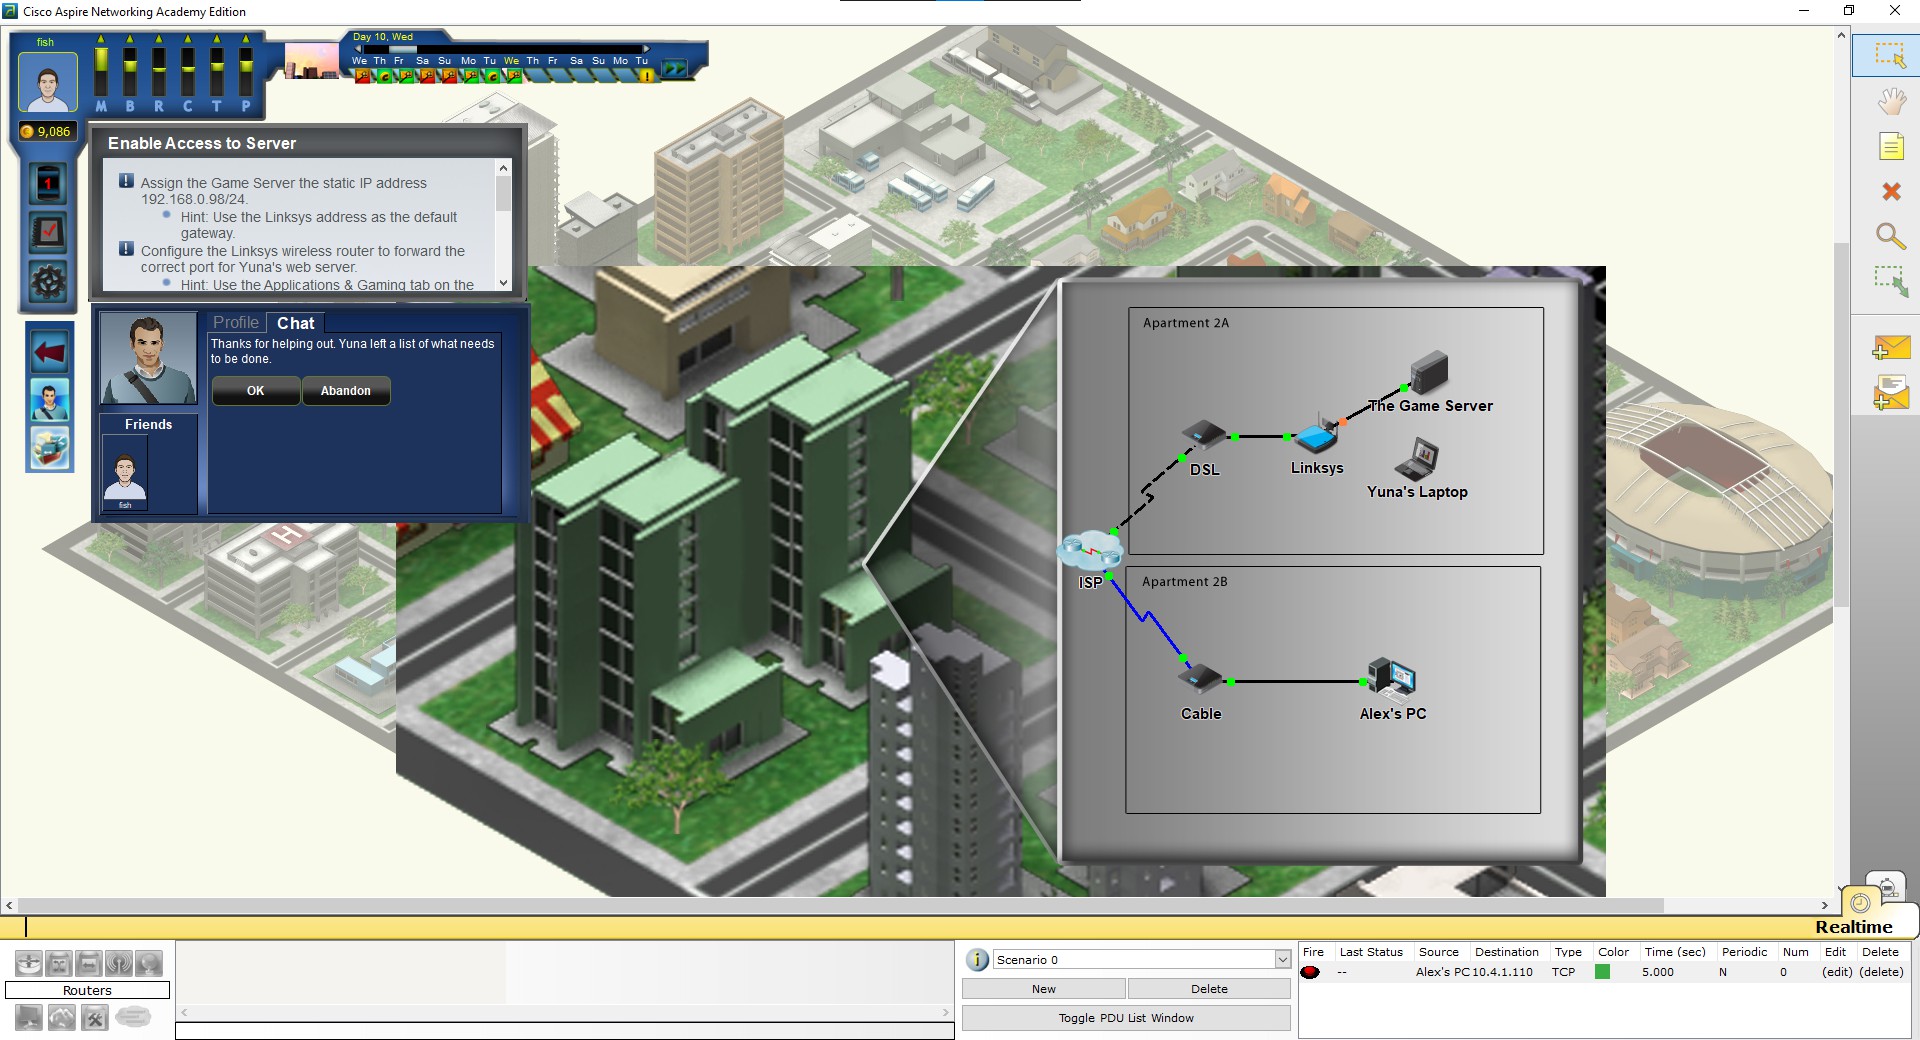 Cisco Aspire Networking Academy Edition
fish
M B R C T P
9,086
Day 10, Wed
We Th Fr Sa Su Mo Tu We Th Fr Sa Su Mo Tu
1
Enable Access to Server
Assign the Game Server the static IP address
192.168.0.98/24.
Hint: Use the Linksys address as the default
gateway.
Configure the Linksys wireless router to forward the
correct port for Yuna's web server.
Hint: Use the Applications & Gaming tab on the
Profile Chat
Thanks for helping out. Yuna left a list of what needs
to be done.
OK Abandon
Friends
fish
H
Apartment 2A
The Game Server
DSL
Linksys
Yuna's Laptop
ISP
Apartment 2B
Cable
Alex's PC
Realtime
Routers
Scenario 0
New Delete
Toggle PDU List Window
Fire Last Status Source Destination Type Color Time (sec) Periodic Num Edit Delete
-- Alex's PC 10.4.1.110 TCP 5.000 N 0 (edit) (delete)